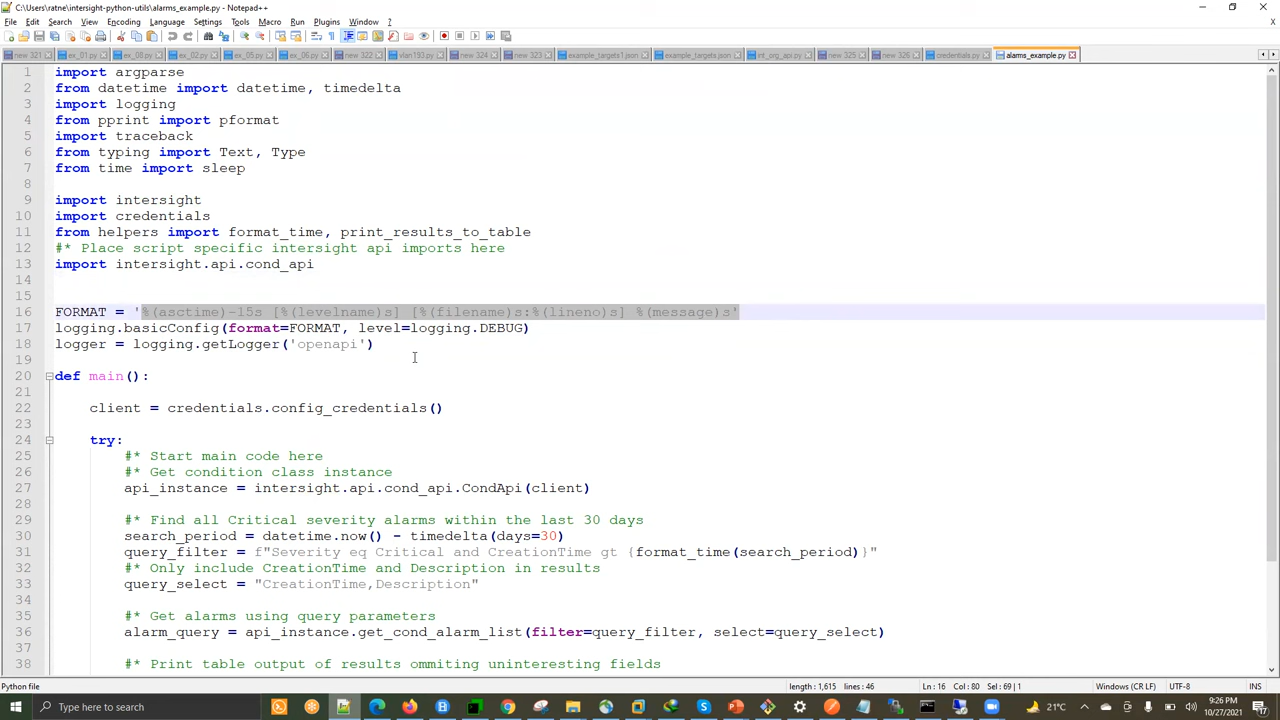 C:\Users\ratne\intersight-python-utils\alarms_example.py - Notepad++
File Edit Search View Encoding Language Settings Tools Macro Run Plugins Window ?
new 321 ex_01.py ex_08.py ex_02.py ex_05.py ex_06.py new 322 vlan193.py new 324 new 323 example_targets1.json example_targets.json int_arg_api.py new 325 new 326 credentials.py alarms_example.py
1 import argparse
2 from datetime import datetime, timedelta
3 import logging
4 from pprint import pformat
5 import traceback
6 from typing import Text, Type
7 from time import sleep
8
9 import intersight
10 import credentials
11 from helpers import format_time, print_results_to_table
12 #* Place script specific intersight api imports here
13 import intersight.api.cond_api
14
15
16 FORMAT = '%(asctime)-15s [%(levelname)s] [%(filename)s:%(lineno)s] %(message)s'
17 logging.basicConfig(format=FORMAT, level=logging.DEBUG)
18 logger = logging.getLogger('openapi')
19
20 def main():
21
22 client = credentials.config_credentials()
23
24 try:
25 #* Start main code here
26 #* Get condition class instance
27 api_instance = intersight.api.cond_api.CondApi(client)
28
29 #* Find all Critical severity alarms within the last 30 days
30 search_period = datetime.now() - timedelta(days=30)
31 query_filter = f"Severity eq Critical and CreationTime gt {format_time(search_period)}"
32 #* Only include CreationTime and Description in results
33 query_select = "CreationTime,Description"
34
35 #* Get alarms using query parameters
36 alarm_query = api_instance.get_cond_alarm_list(filter=query_filter, select=query_select)
37
38 #* Print table output of results ommiting uninteresting fields
Python file length : 1,615 lines : 46 Ln : 16 Col : 80 Sel : 69 | 1 Windows (CR LF) UTF-8 INS
Type here to search 21°C 9:26 PM
10/27/2021